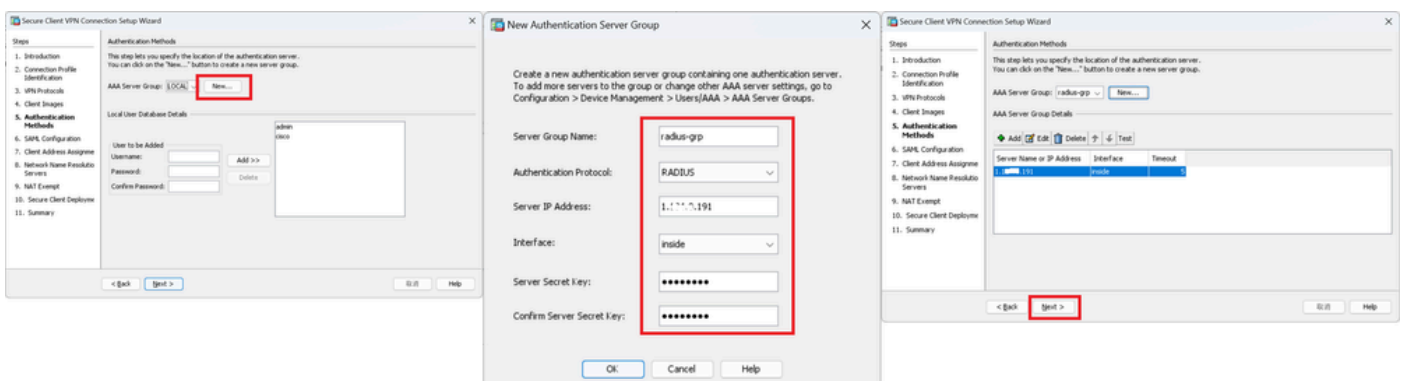 Secure Client VPN Connection Setup Wizard
Steps
1. Introduction
2. Connection Profile
Identification
3. VPN Protocols
4. Client Images
5. Authentication
Methods
6. SAML Configuration
7. Client Address Assignme
8. Network Name Resolutio
Servers
9. NAT Exempt
10. Secure Client Deployme
11. Summary
Authentication Methods
This step lets you specify the location of the authentication server.
You can click on the "New..." button to create a new server group.
AAA Server Group: LOCAL New...
Local User Database Details
User to be Added
Username:
Password:
Confirm Password:
Add >>
Delete
admin
cisco
< Back Next > Help
New Authentication Server Group
Create a new authentication server group containing one authentication server.
To add more servers to the group or change other AAA server settings, go to
Configuration > Device Management > Users/AAA > AAA Server Groups.
Server Group Name: radius-grp
Authentication Protocol: RADIUS
Server IP Address:
Interface: inside
Server Secret Key: ●●●●●●●●
Confirm Server Secret Key: ●●●●●●●●
OK Cancel Help
Secure Client VPN Connection Setup Wizard
Steps
1. Introduction
2. Connection Profile
Identification
3. VPN Protocols
4. Client Images
5. Authentication
Methods
6. SAML Configuration
7. Client Address Assignme
8. Network Name Resolutio
Servers
9. NAT Exempt
10. Secure Client Deployme
11. Summary
Authentication Methods
This step lets you specify the location of the authentication server.
You can click on the "New..." button to create a new server group.
AAA Server Group: radius-grp New...
AAA Server Group Details
Add Edit Delete Test
Server Name or IP Address Interface Timeout
inside 5
< Back Next > Help